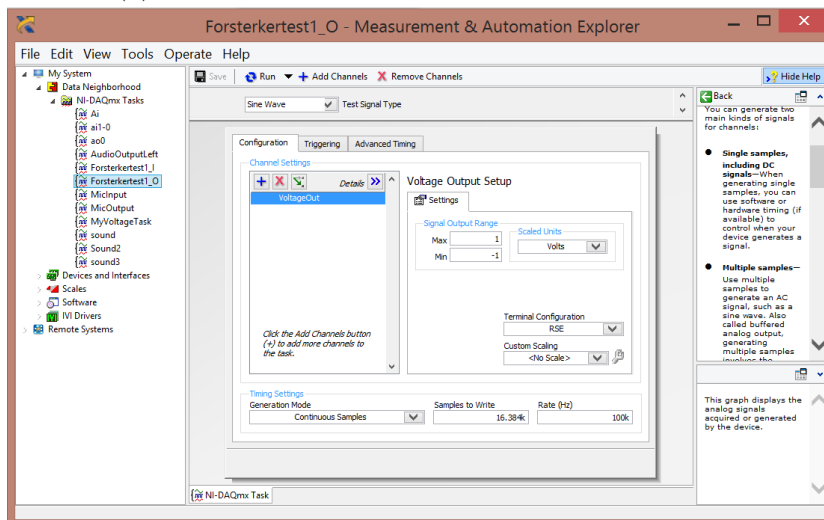 Forsterkertest1_O - Measurement & Automation Explorer
File Edit View Tools Operate Help
My System
Data Neighborhood
NI-DAQmx Tasks
Ai
ai1-0
ao0
AudioOutputLeft
Forsterkertest1_I
Forsterkertest1_O
MicInput
MicOutput
MyVoltageTask
sound
Sound2
sound3
Devices and Interfaces
Scales
Software
IVI Drivers
Remote Systems
Save Run Add Channels Remove Channels Hide Help
Sine Wave Test Signal Type
Configuration Triggering Advanced Timing
Channel Settings
Details
VoltageOut
Click the Add Channels button
(+) to add more channels to
the task.
Voltage Output Setup
Settings
Signal Output Range
Max 1
Min -1
Scaled Units
Volts
Terminal Configuration
RSE
Custom Scaling
<No Scale>
Timing Settings
Generation Mode Samples to Write Rate (Hz)
Continuous Samples 16.384k 100k
NI-DAQmx Task
Back
You can generate two
main kinds of signals
for channels:
Single samples,
including DC
signals—When
generating single
samples, you can
use software or
hardware timing (if
available) to
control when your
device generates a
signal.
Multiple samples—
Use multiple
samples to
generate an AC
signal, such as a
sine wave. Also
called buffered
analog output,
generating
multiple samples
involves the
This graph displays the
analog signals
acquired or generated
by the device.